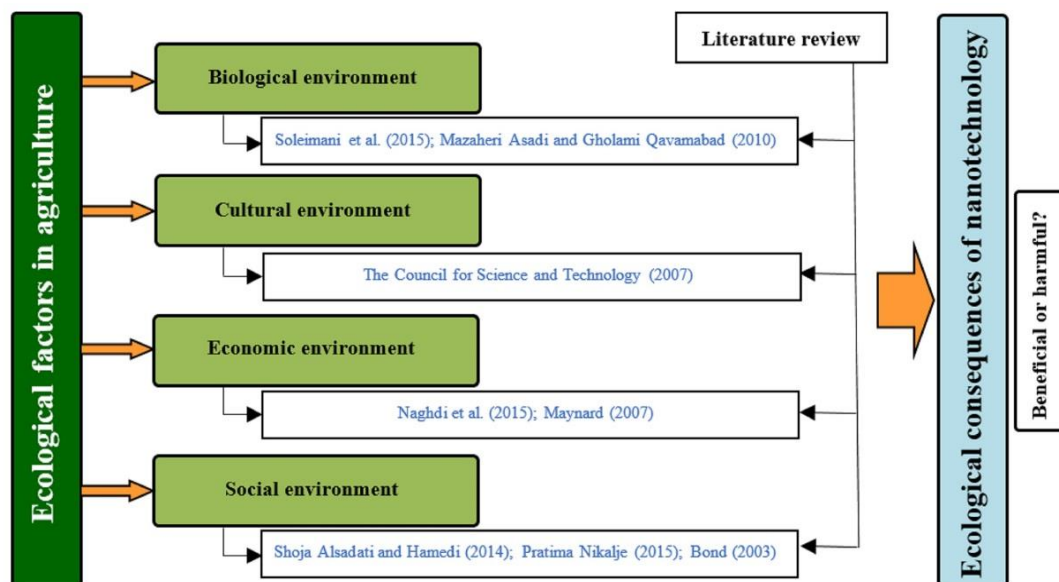 Ecological factors in agriculture
Literature review
Biological environment
Soleimani et al. (2015); Mazaheri Asadi and Gholami Qavamabad (2010)
Cultural environment
The Council for Science and Technology (2007)
Economic environment
Naghdi et al. (2015); Maynard (2007)
Social environment
Shoja Alsadati and Hamedi (2014); Pratima Nikalje (2015); Bond (2003)
Ecological consequences of nanotechnology
Beneficial or harmful?